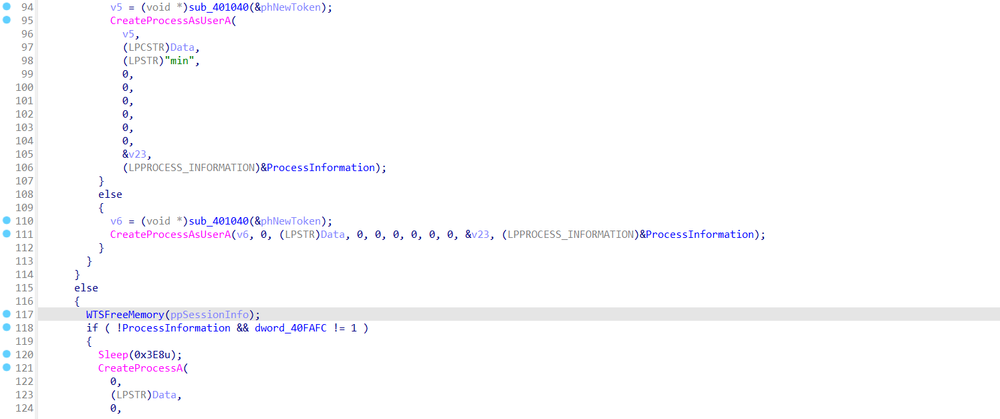 94 v5 = (void *)sub_401040(&phNewToken);
95 CreateProcessAsUserA(
96 v5,
97 (LPCSTR)Data,
98 (LPSTR)"min",
99 0,
100 0,
101 0,
102 0,
103 0,
104 0,
105 &v23,
106 (LPPROCESS_INFORMATION)&ProcessInformation);
107 }
108 else
109 {
110 v6 = (void *)sub_401040(&phNewToken);
111 CreateProcessAsUserA(v6, 0, (LPSTR)Data, 0, 0, 0, 0, 0, 0, &v23, (LPPROCESS_INFORMATION)&ProcessInformation);
112 }
113 }
114 }
115 else
116 {
117 WTSFreeMemory(ppSessionInfo);
118 if ( !ProcessInformation && dword_40FAFC != 1 )
119 {
120 Sleep(0x3E8u);
121 CreateProcessA(
122 0,
123 (LPSTR)Data,
124 0,